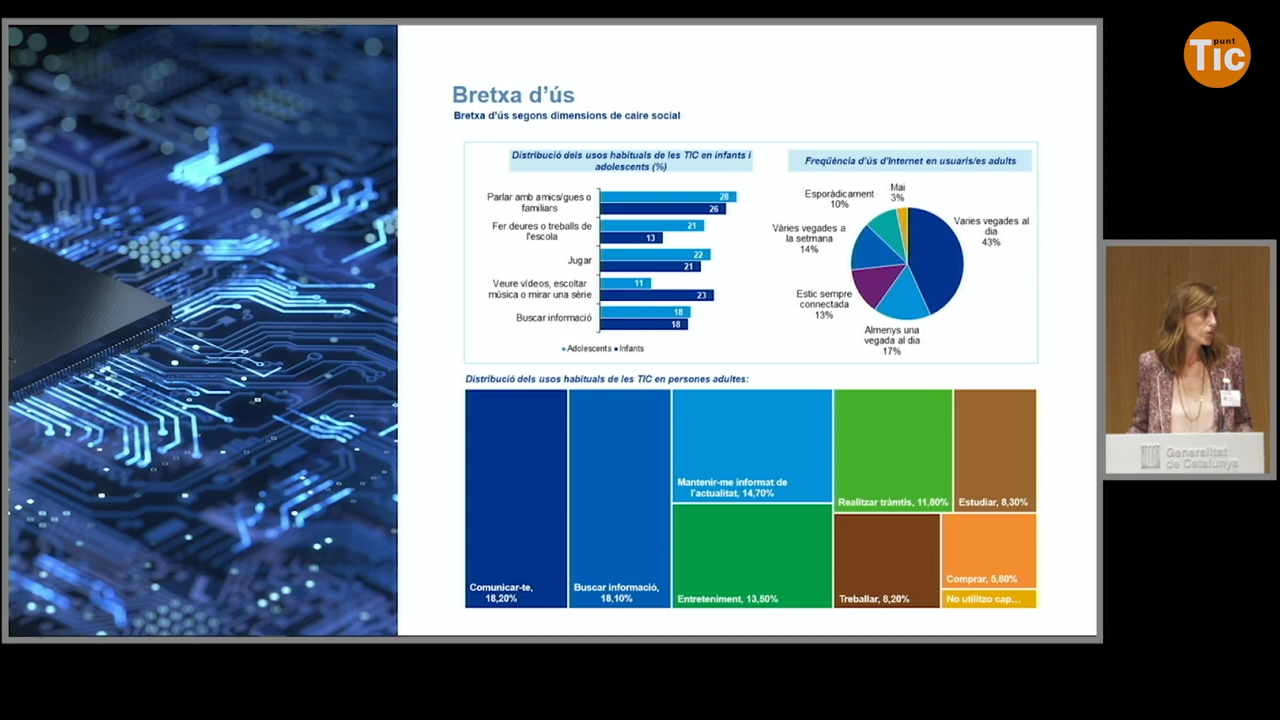 punt
TIC
Bretxa d'ús
Bretxa d'ús segons dimensions de caire social
Distribució dels usos habituals de les TIC en infants i
adolescents (%)
Parlar amb amics/gues o
familiars
28
26
Fer deures o treballs de
l'escola
21
13
Jugar
22
21
Veure vídeos, escoltar
música o mirar una sèrie
11
23
Buscar informació
18
18
Adolescents Infants
Freqüència d'ús d'Internet en usuaris/es adults
Mai
3%
Esporàdicament
10%
Varies vegades al
dia
43%
Vàries vegades a
la setmana
14%
Estic sempre
connectada
13%
Almenys una
vegada al dia
17%
Distribució dels usos habituals de les TIC en persones adultes:
Comunicar-te,
18,20%
Buscar informació,
18,10%
Mantenir-me informat de
l'actualitat, 14,70%
Entreteniment, 13,50%
Realitzar tràmtis, 11,80%
Estudiar, 8,30%
Treballar, 8,20%
Comprar, 5,80%
No utilitzo cap...
Generalitat
de Catalunya